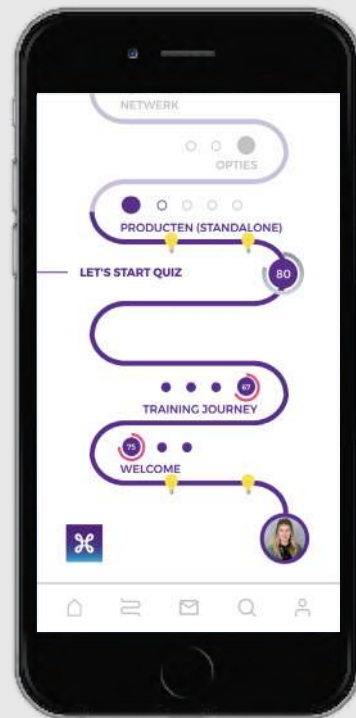 NETWERK
OPTIES
PRODUCTEN (STANDALONE)
LET'S START QUIZ
80
67
TRAINING JOURNEY
75
WELCOME